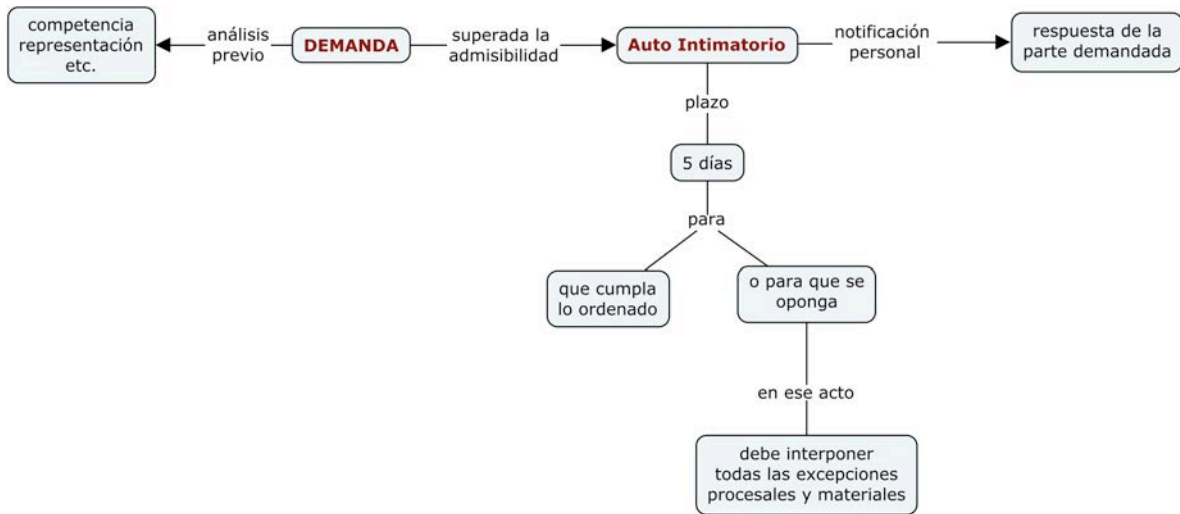 competencia
representación
etc.
análisis
previo
DEMANDA
superada la
admisibilidad
Auto Intimatorio
notificación
personal
respuesta de la
parte demandada
plazo
5 días
para
que cumpla
lo ordenado
o para que se
oponga
en ese acto
debe interponer
todas las excepciones
procesales y materiales